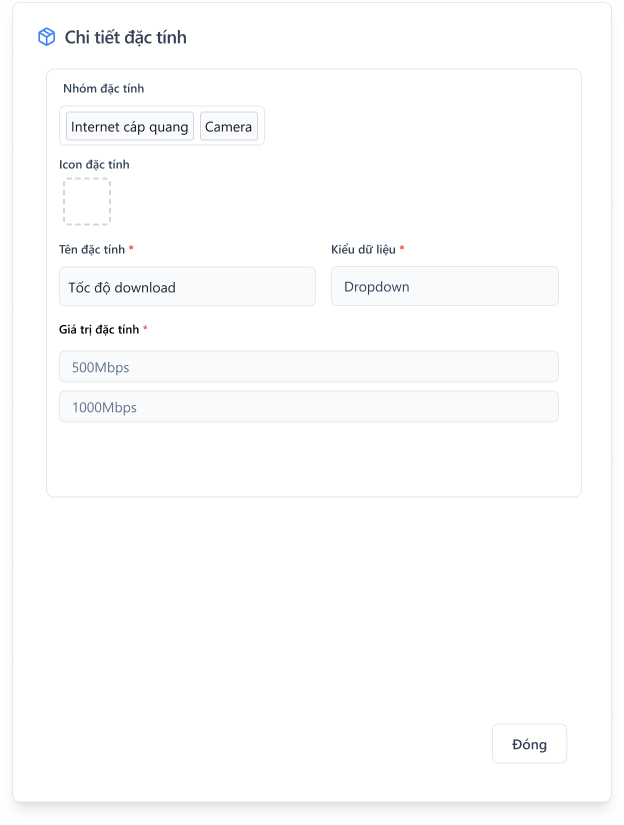 Chi tiết đặc tính
Nhóm đặc tính
Internet cáp quang Camera
Icon đặc tính
Tên đặc tính * Kiểu dữ liệu *
Tốc độ download Dropdown
Giá trị đặc tính *
500Mbps
1000Mbps
Đóng